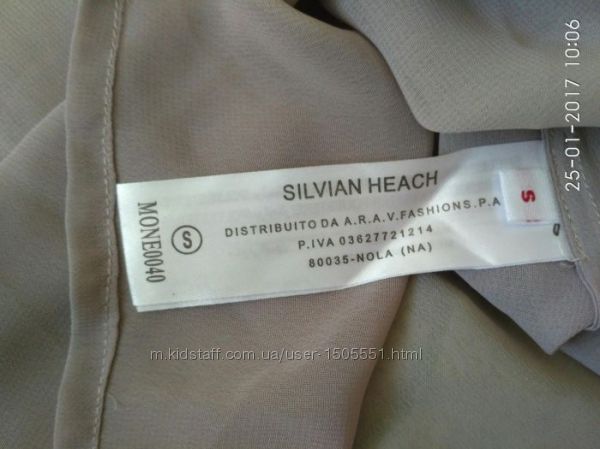 SILVIAN HEACH
DISTRIBUITO DA A.R.A.V.FASHIONS.P.A
P.IVA 03627721214
80035-NOLA (NA)
MONE0040
S
S
25-01-2017 10:06
m.kidstaff.com.ua/user-1505551.html